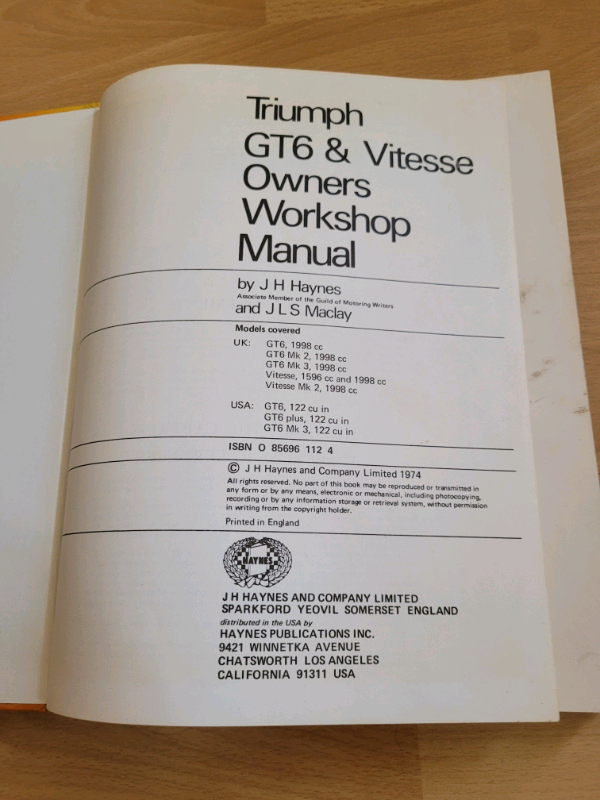 Triumph
GT6 & Vitesse
Owners
Workshop
Manual
by J H Haynes
Associate Member of the Guild of Motoring Writers
and J L S Maclay
Models covered
UK: GT6, 1998 cc
GT6 Mk 2, 1998 cc
GT6 Mk 3, 1998 cc
Vitesse, 1596 cc and 1998 cc
Vitesse Mk 2, 1998 cc
USA: GT6, 122 cu in
GT6 plus, 122 cu in
GT6 Mk 3, 122 cu in
ISBN 0 85696 112 4
© J H Haynes and Company Limited 1974
All rights reserved. No part of this book may be reproduced or transmitted in
any form or by any means, electronic or mechanical, including photocopying,
recording or by any information storage or retrieval system, without permission
in writing from the copyright holder.
Printed in England
HAYNES
J H HAYNES AND COMPANY LIMITED
SPARKFORD YEOVIL SOMERSET ENGLAND
distributed in the USA by
HAYNES PUBLICATIONS INC.
9421 WINNETKA AVENUE
CHATSWORTH LOS ANGELES
CALIFORNIA 91311 USA